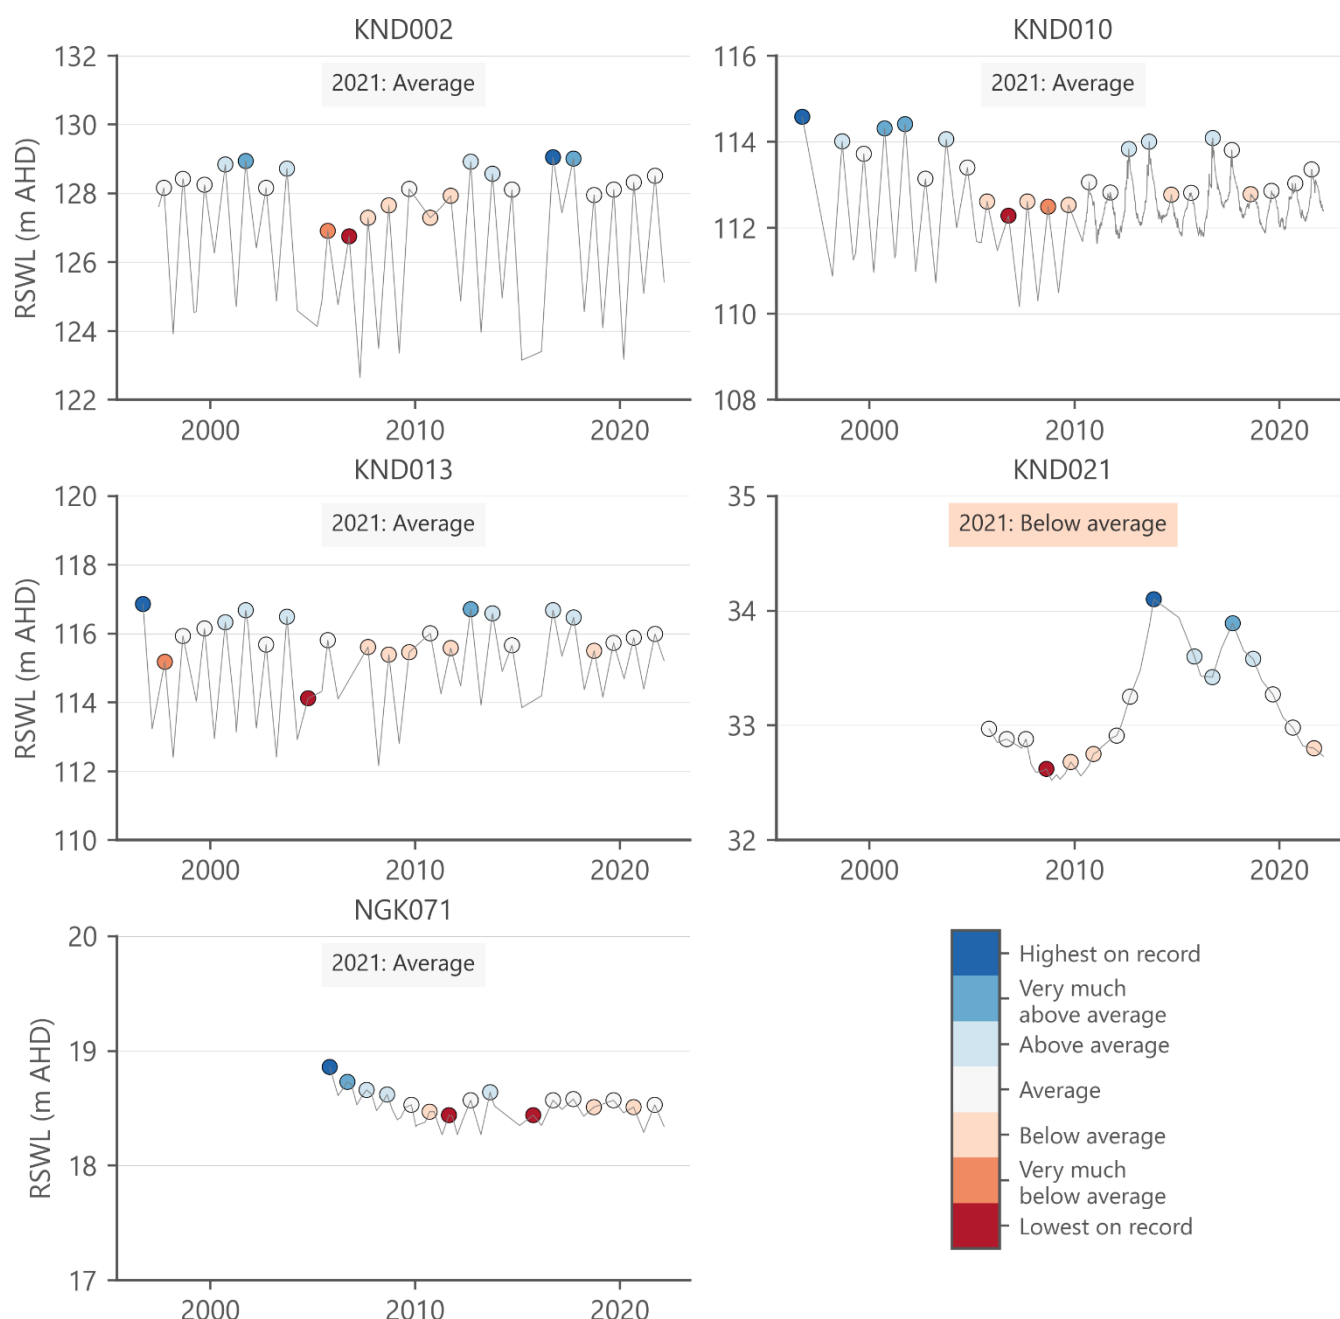 KND002
132
130
128
126
124
122
RSWL (m AHD)
2021: Average
2000
2010
2020
KND010
116
114
112
110
108
2021: Average
2000
2010
2020
KND013
120
118
116
114
112
110
RSWL (m AHD)
2021: Average
2000
2010
2020
KND021
35
34
33
32
2021: Below average
2000
2010
2020
NGK071
20
19
18
17
RSWL (m AHD)
2021: Average
2000
2010
2020
Highest on record
Very much
above average
Above average
Average
Below average
Very much
below average
Lowest on record